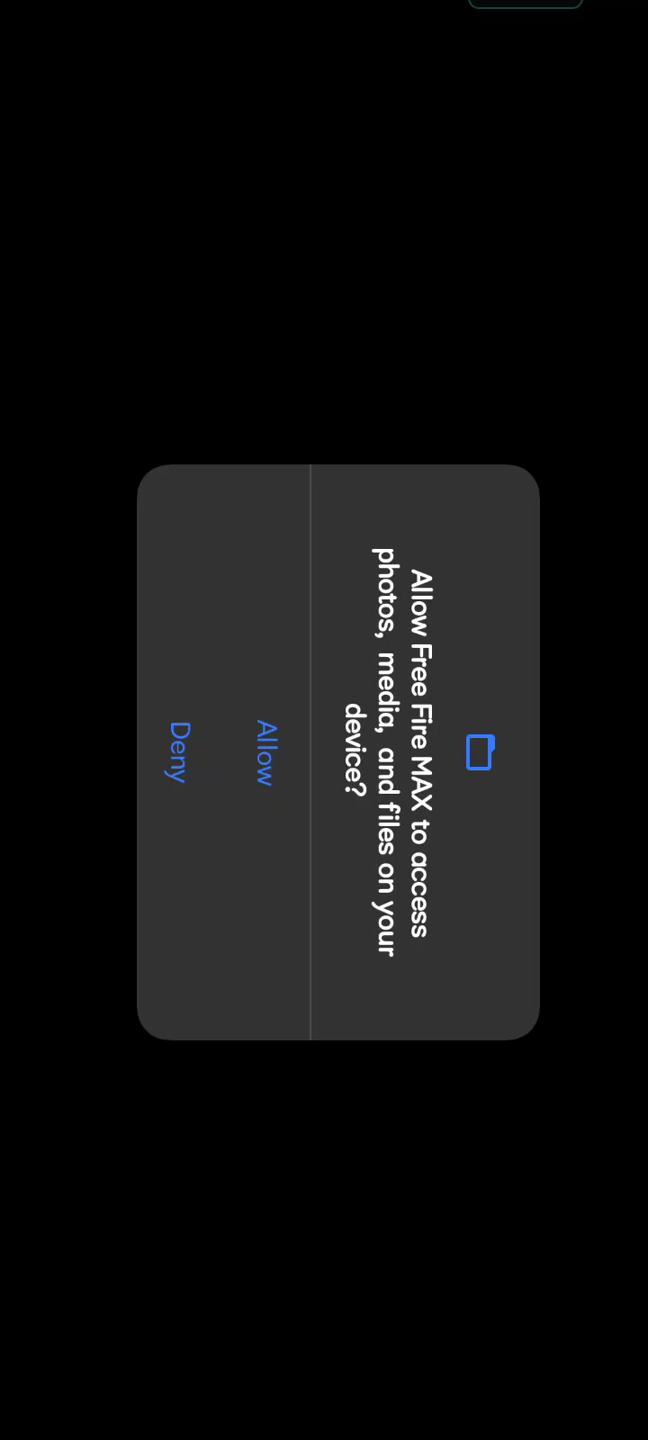 Allow Free Fire MAX to access
photos, media, and files on your
device?
Allow
Deny